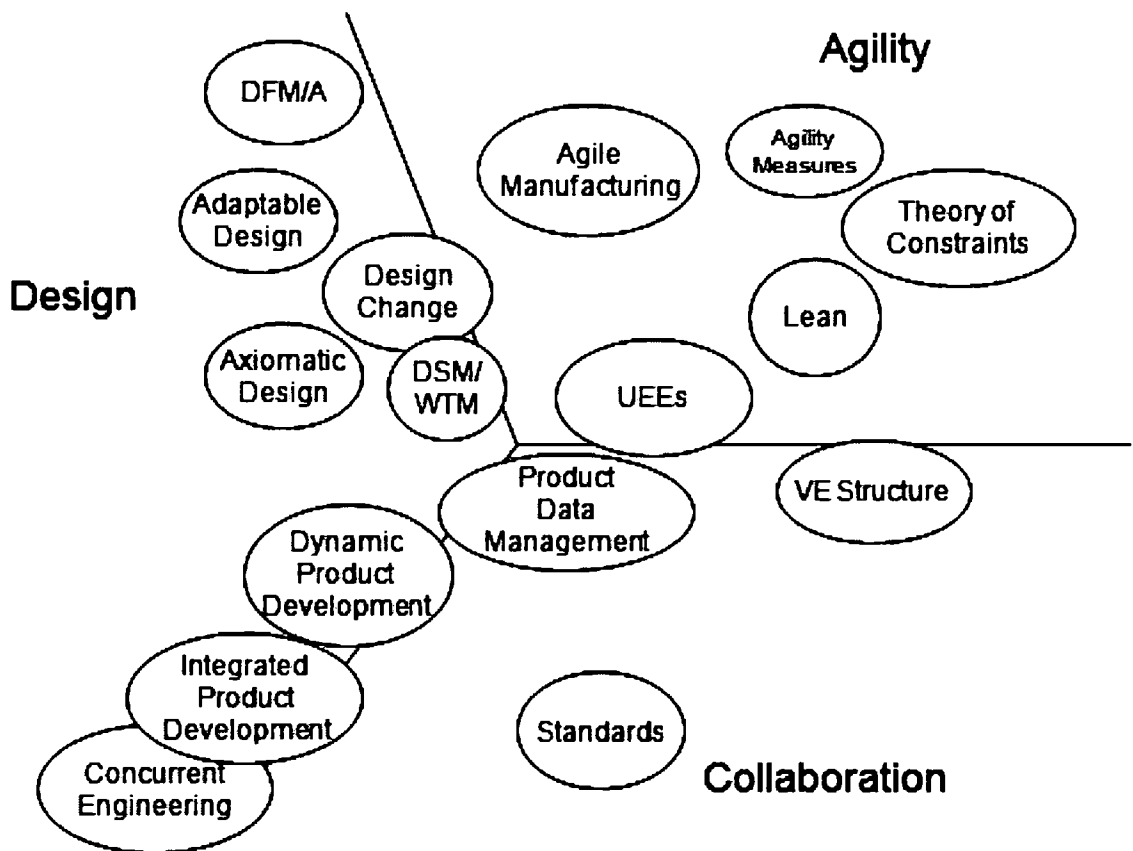 Agility
DFM/A
Agile
Manufacturing
Agility
Measures
Adaptable
Design
Theory of
Constraints
Design
Design
Change
Lean
Axiomatic
Design
DSM/
WTM
UEEs
Product
Data
Management
VE Structure
Dynamic
Product
Development
Integrated
Product
Development
Standards
Concurrent
Engineering
Collaboration